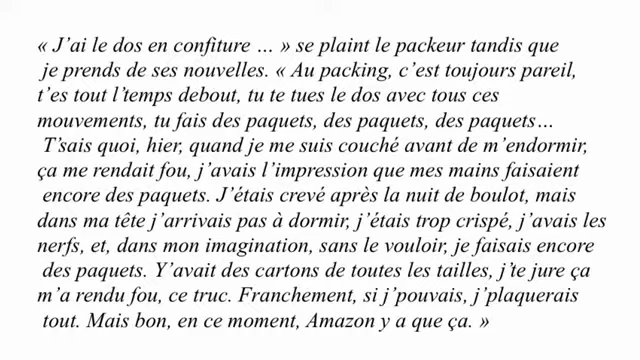 « J’ai le dos en confiture … » se plaint le packeur tandis que
je prends de ses nouvelles. « Au packing, c’est toujours pareil,
t’es tout l’temps debout, tu te tues le dos avec tous ces
mouvements, tu fais des paquets, des paquets, des paquets…
T’sais quoi, hier, quand je me suis couché avant de m’endormir,
ça me rendait fou, j’avais l’impression que mes mains faisaient
encore des paquets. J’étais crevé après la nuit de boulot, mais
dans ma tête j’arrivais pas à dormir, j’étais trop crispé, j’avais les
nerfs, et, dans mon imagination, sans le vouloir, je faisais encore
des paquets. Y’avait des cartons de toutes les tailles, j’te jure ça
m’a rendu fou, ce truc. Franchement, si j’pouvais, j’plaquerais
tout. Mais bon, en ce moment, Amazon y a que ça. »